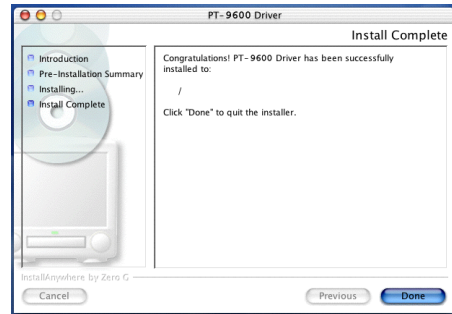 PT-9600 Driver
Install Complete
Introduction
Pre-Installation Summary
Installing...
Install Complete
Congratulations! PT-9600 Driver has been successfully
installed to:
/
Click "Done" to quit the installer.
InstallAnywhere by Zero G
Cancel
Previous
Done